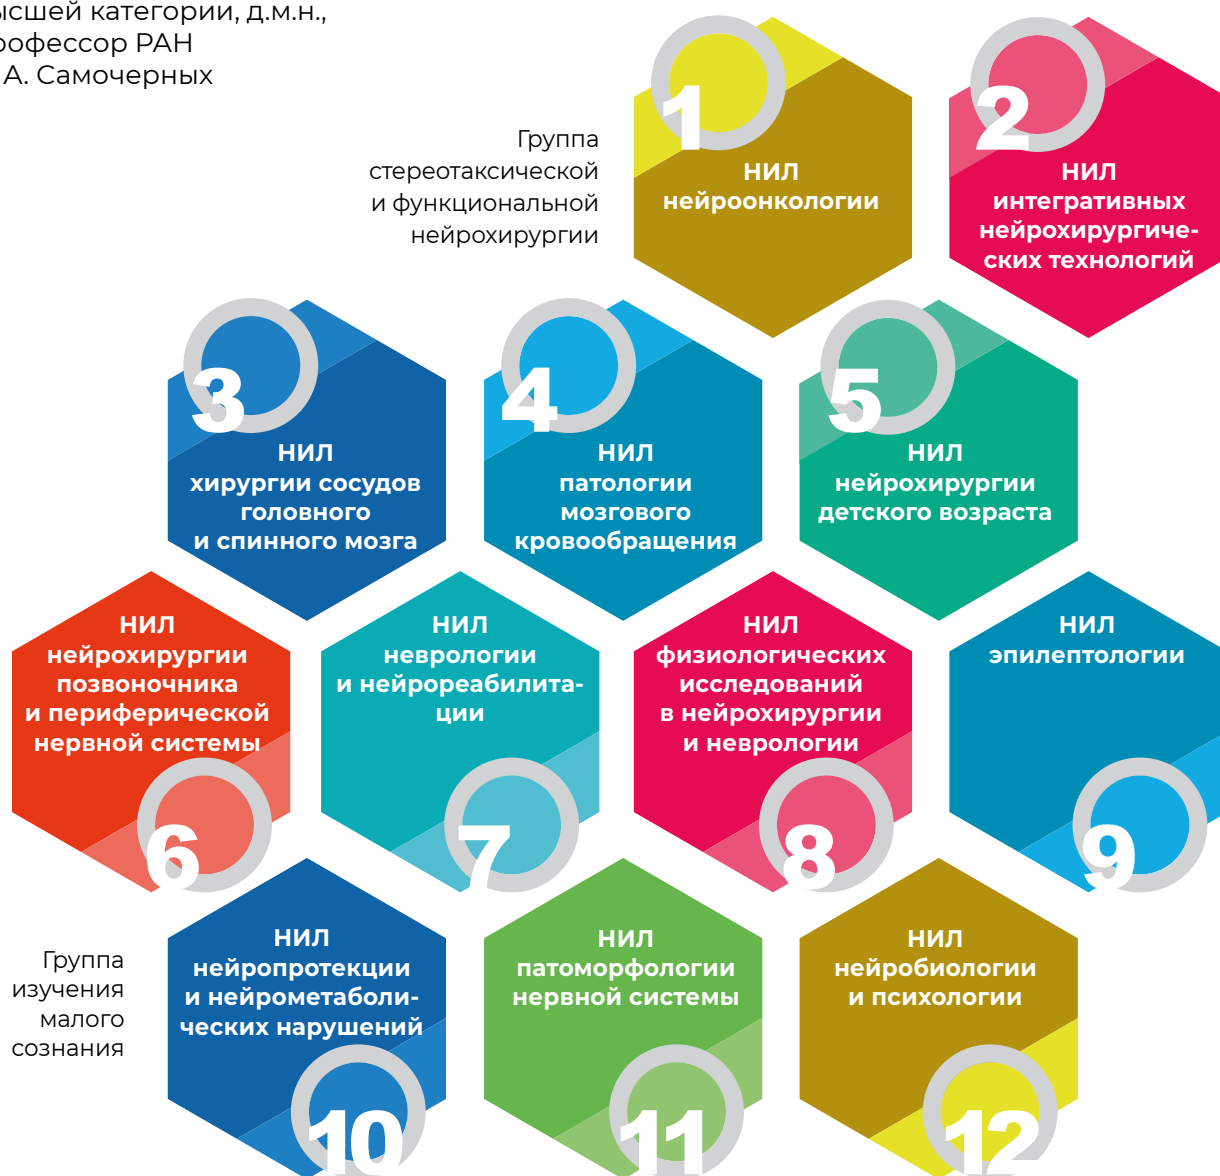 ысшей категории, д.м.н.,
рофессор РАН
А. Самочерных
Группа
стереотаксической
и функциональной
нейрохирургии
1
НИЛ
нейроонкологии
2
НИЛ
интегративных
нейрохирургиче-
ских технологий
3
НИЛ
хирургии сосудов
головного
и спинного мозга
4
НИЛ
патологии
мозгового
кровообращения
5
НИЛ
нейрохирургии
детского возраста
НИЛ
нейрохирургии
позвоночника
и периферической
нервной системы
6
НИЛ
неврологии
и нейрореабилита-
ции
7
НИЛ
физиологических
исследований
в нейрохирургии
и неврологии
8
НИЛ
эпилептологии
9
Группа
изучения
малого
сознания
НИЛ
нейропротекции
и нейрометаболи-
ческих нарушений
10
НИЛ
патоморфологии
нервной системы
11
НИЛ
нейробиологии
и психологии
12